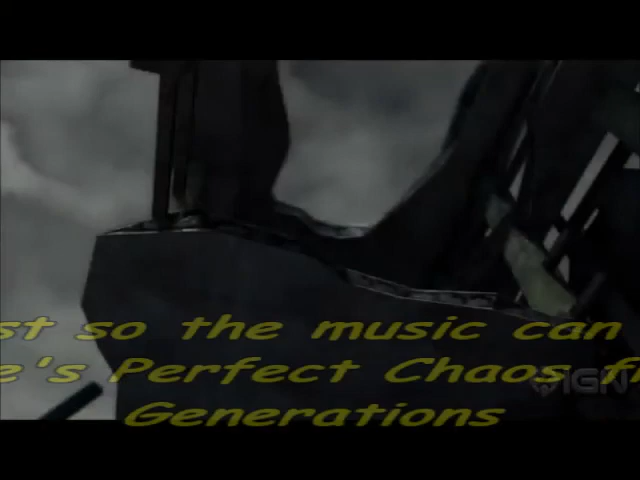 st so the music can
e's Perfect Chaos f
Generations
IGN